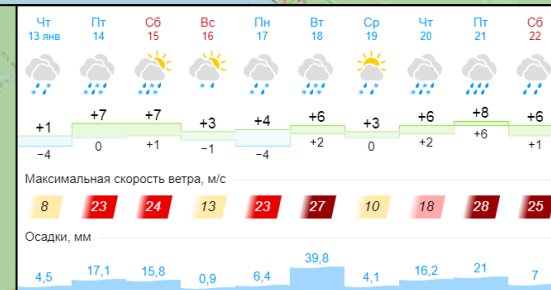 Чт Пт Сб Вс Пн Вт Ср Чт Пт Сб
13 янв 14 15 16 17 18 19 20 21 22
+1 +7 +7 +3 +4 +6 +3 +6 +8 +6
−4 0 +1 −1 −4 +2 0 +2 +6 +1
Максимальная скорость ветра, м/с
8 23 24 13 23 27 10 18 28 25
Осадки, мм
4,5 17,1 15,8 0,9 6,4 39,8 4,1 16,2 21 7